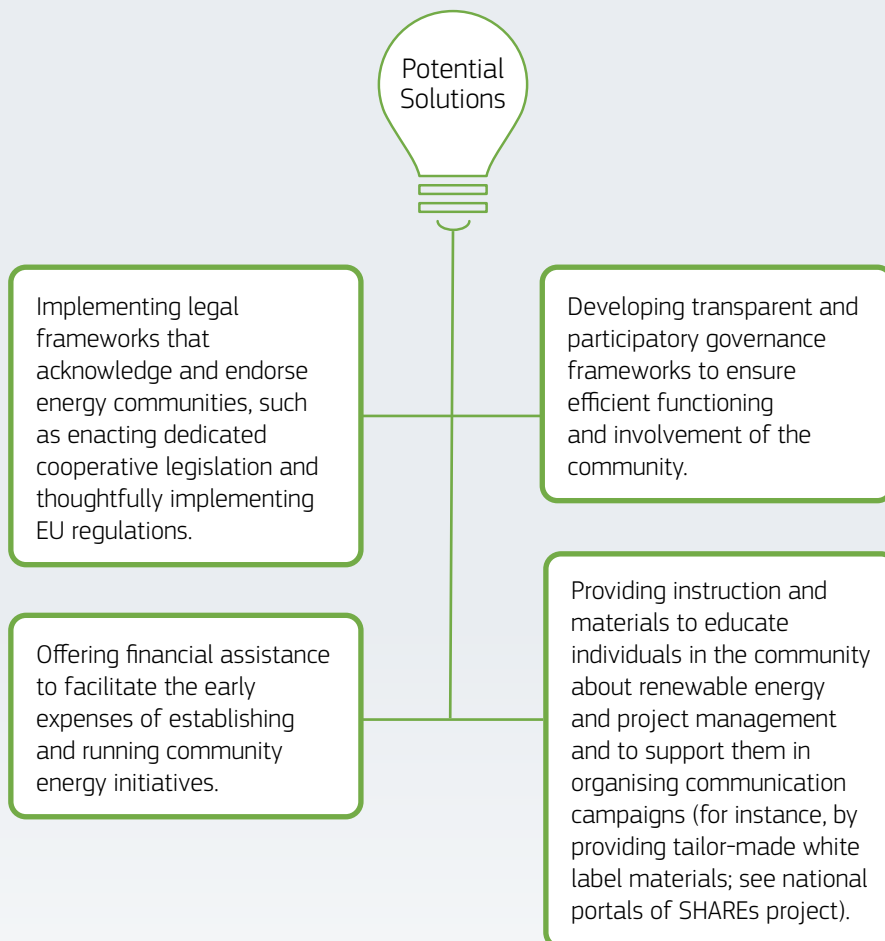 Potential
Solutions
Implementing legal
frameworks that
acknowledge and endorse
energy communities, such
as enacting dedicated
cooperative legislation and
thoughtfully implementing
EU regulations.
Developing transparent and
participatory governance
frameworks to ensure
efficient functioning
and involvement of the
community.
Offering financial assistance
to facilitate the early
expenses of establishing
and running community
energy initiatives.
Providing instruction and
materials to educate
individuals in the community
about renewable energy
and project management
and to support them in
organising communication
campaigns (for instance, by
providing tailor-made white
label materials; see national
portals of SHAREs project).